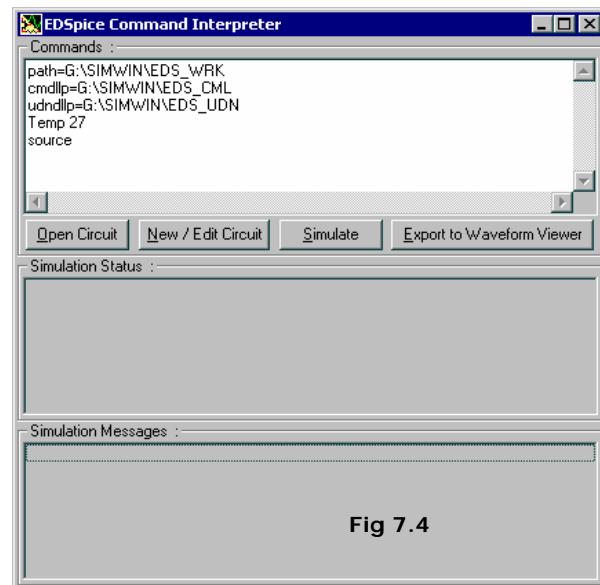 EDSpice Command Interpreter
Commands :
path=G:\SIMWIN\EDS_WRK
cmdllp=G:\SIMWIN\EDS_CML
udndllp=G:\SIMWIN\EDS_UDN
Temp 27
source
Open Circuit New / Edit Circuit Simulate Export to Waveform Viewer
Simulation Status :
Simulation Messages :
Fig 7.4